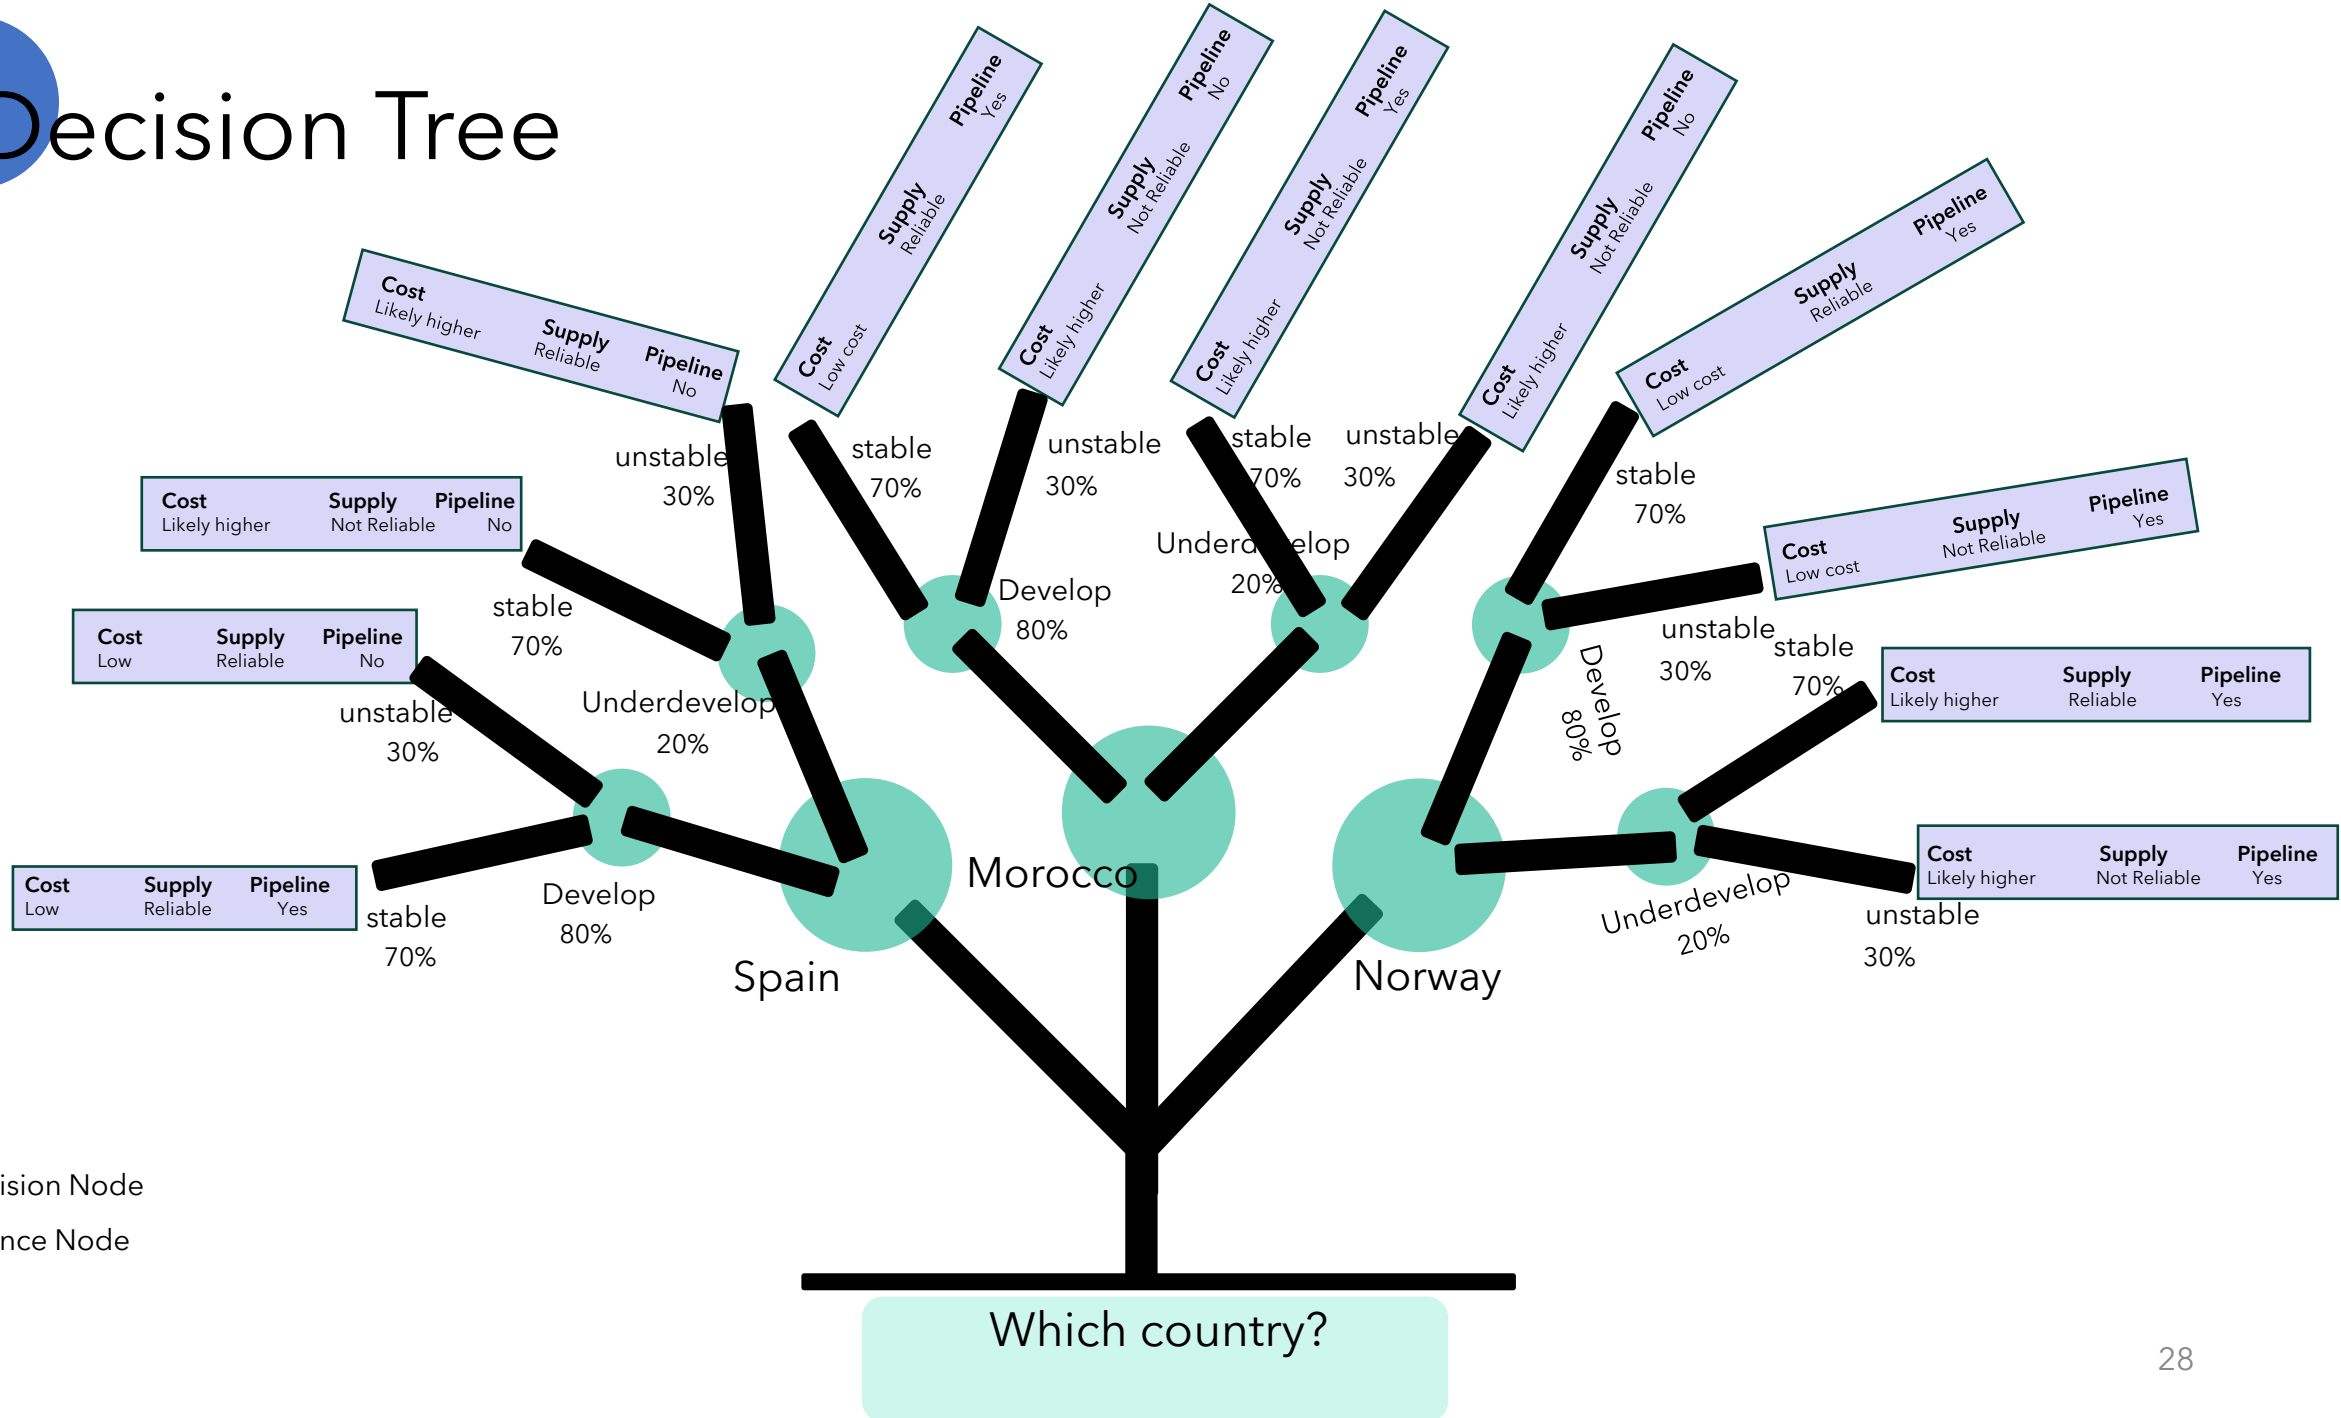 Decision Tree
Cost Supply Pipeline
Likely higher Reliable No
Cost Supply Pipeline
Low cost Reliable Yes
Cost Supply Pipeline
Likely higher Not Reliable No
Cost Supply Pipeline
Likely higher Not Reliable Yes
Cost Supply Pipeline
Likely higher Not Reliable No
Cost Supply Pipeline
Low cost Reliable Yes
unstable
30%
stable
70%
unstable
30%
stable
70%
unstable
30%
stable
70%
Cost Supply Pipeline
Likely higher Not Reliable No
Cost Supply Pipeline
Low cost Not Reliable Yes
stable
70%
Underdevelop
20%
Develop
80%
Underdevelop
20%
Develop
80%
unstable
30%
stable
70%
Cost Supply Pipeline
Low Reliable No
Cost Supply Pipeline
Likely higher Reliable Yes
unstable
30%
Cost Supply Pipeline
Low Reliable Yes
stable
70%
Develop
80%
Spain
Morocco
Norway
Underdevelop
20%
Cost Supply Pipeline
Likely higher Not Reliable Yes
unstable
30%
ision Node
nce Node
Which country?
28